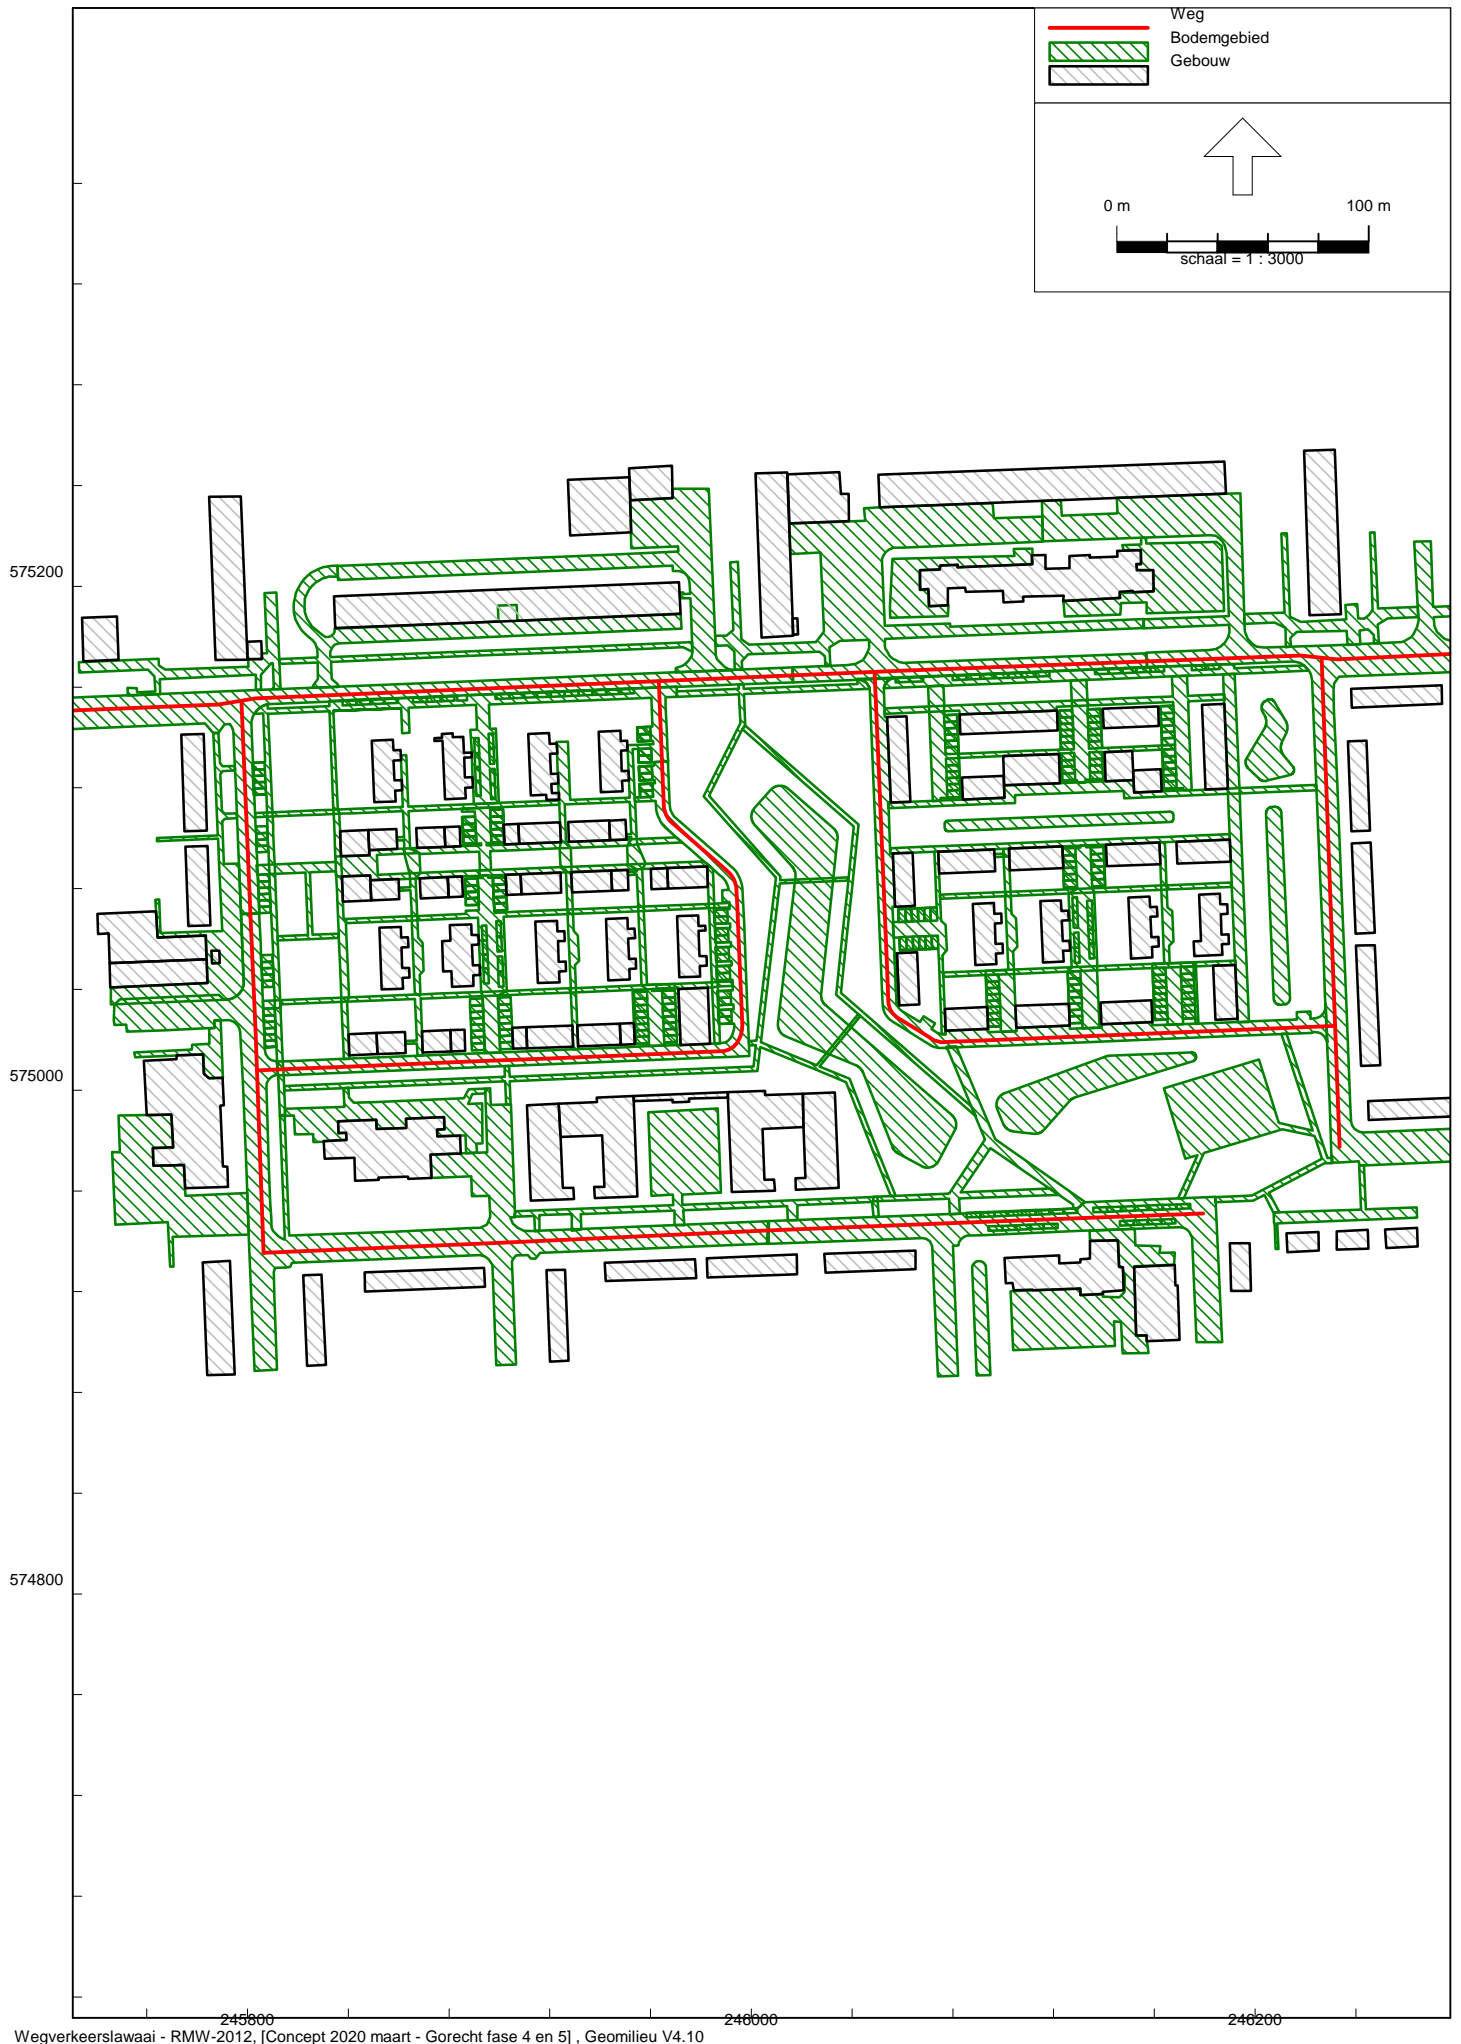 Weg
Bodemgebied
Gebouw
0 m 100 m
schaal = 1 : 3000
575200
575000
574800
245800 246000 246200
Wegverkeerslawaai - RMW-2012, [Concept 2020 maart - Gorecht fase 4 en 5] , Geomilieu V4.10